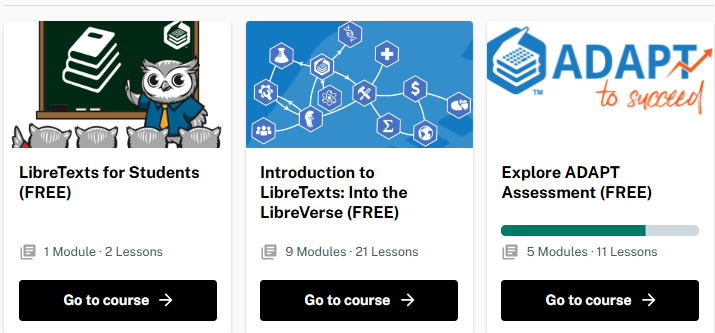 ADAPT
TM
to succeed
LibreTexts for Students
(FREE)
1 Module · 2 Lessons
Go to course →
Introduction to
LibreTexts: Into the
LibreVerse (FREE)
9 Modules · 21 Lessons
Go to course →
Explore ADAPT
Assessment (FREE)
5 Modules · 11 Lessons
Go to course →